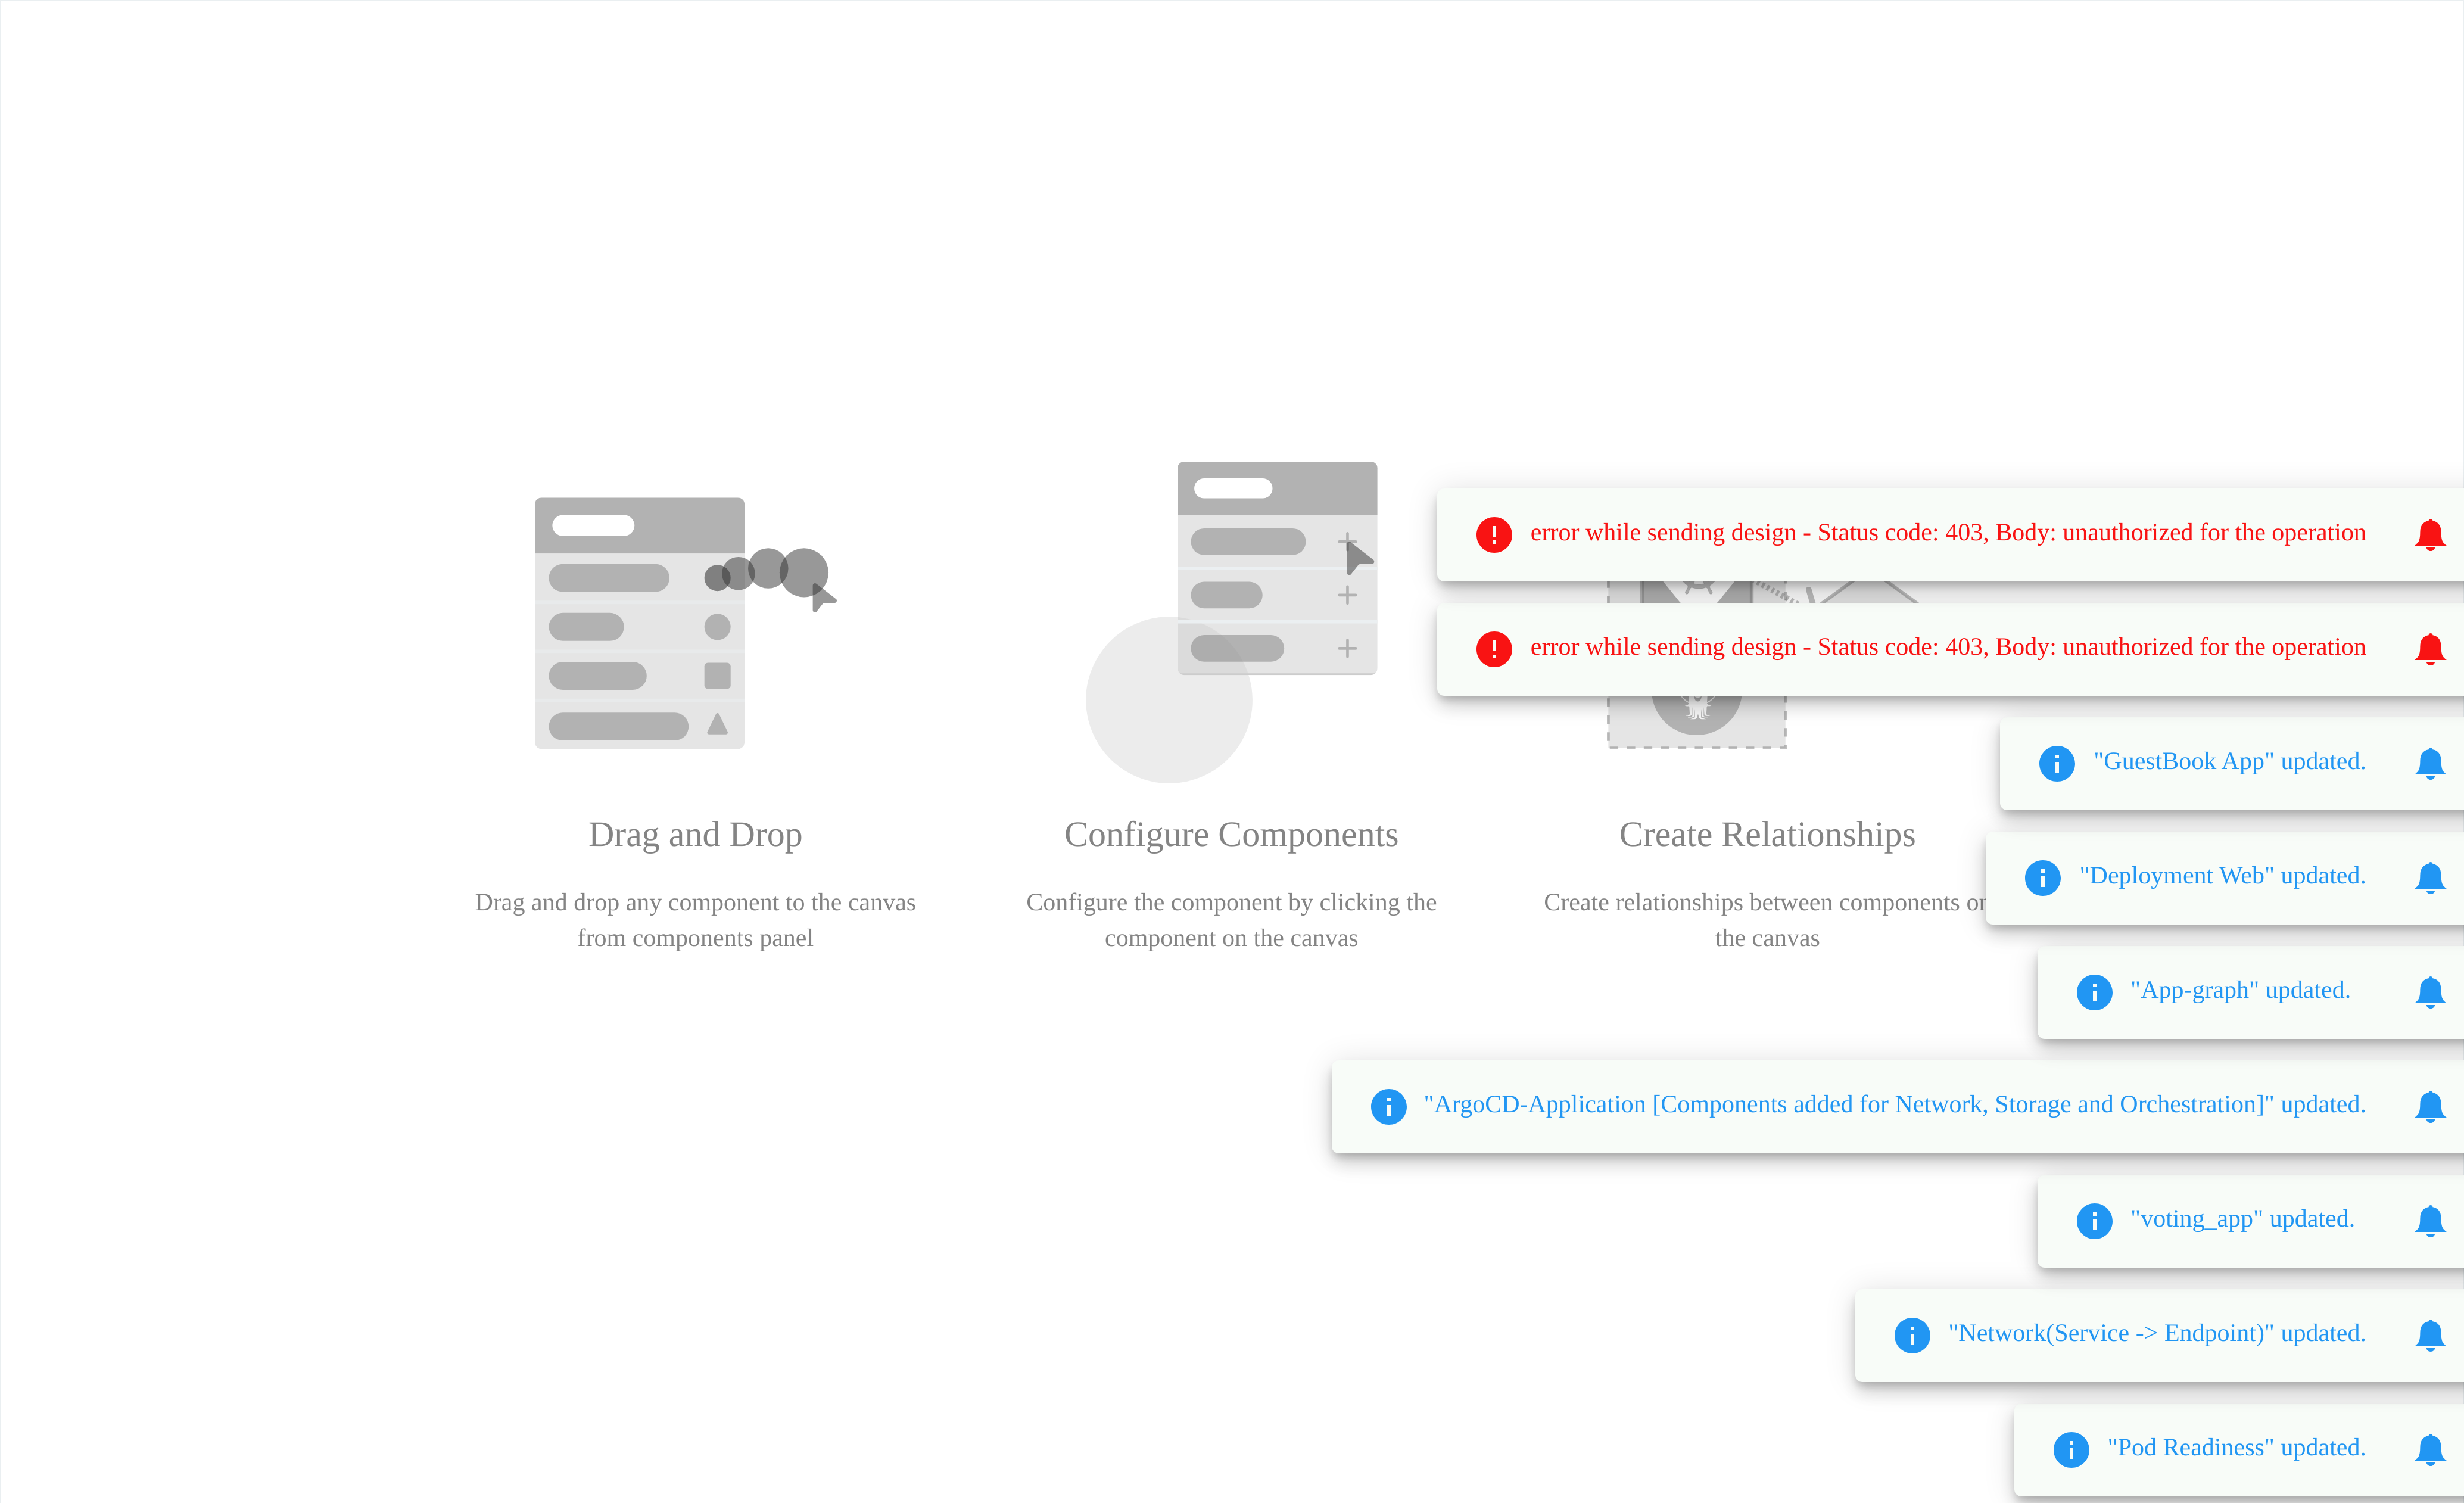 error while sending design - Status code: 403, Body: unauthorized for the operation
error while sending design - Status code: 403, Body: unauthorized for the operation
"GuestBook App" updated.
Drag and Drop
Configure Components
Create Relationships
"Deployment Web" updated.
Drag and drop any component to the canvas
from components panel
Configure the component by clicking the
component on the canvas
Create relationships between components
the canvas
"App-graph" updated.
"ArgoCD-Application [Components added for Network, Storage and Orchestration]" updated.
"voting_app" updated.
"Network(Service -> Endpoint)" updated.
"Pod Readiness" updated.